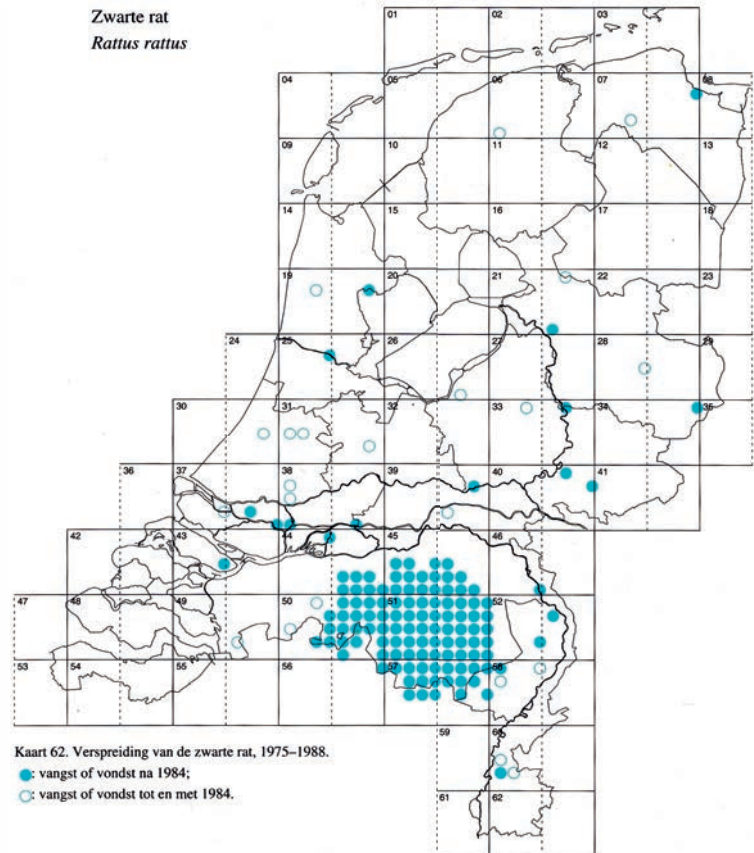 Zwarte rat
Rattus rattus
01 02 03
04 05 06 07 08
09 10 11 12 13
14 15 16 17 18
19 20 21 22 23
24 25 26 27 28 29
30 31 32 33 34 35
36 37 38 39 40 41
42 43 44 45 46
47 48 49 50 51 52
53 54 55 56 57 58
59 60
61 62
Kaart 62. Verspreiding van de zwarte rat, 1975–1988.
: vangst of vondst na 1984;
: vangst of vondst tot en met 1984.